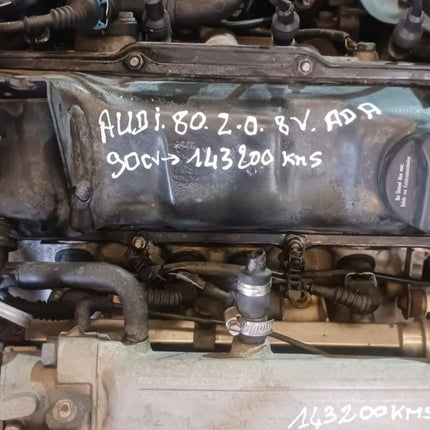 AUDi. 80. 2.0. 8V. ADA
90cv → 143200 KMS
143200KMS